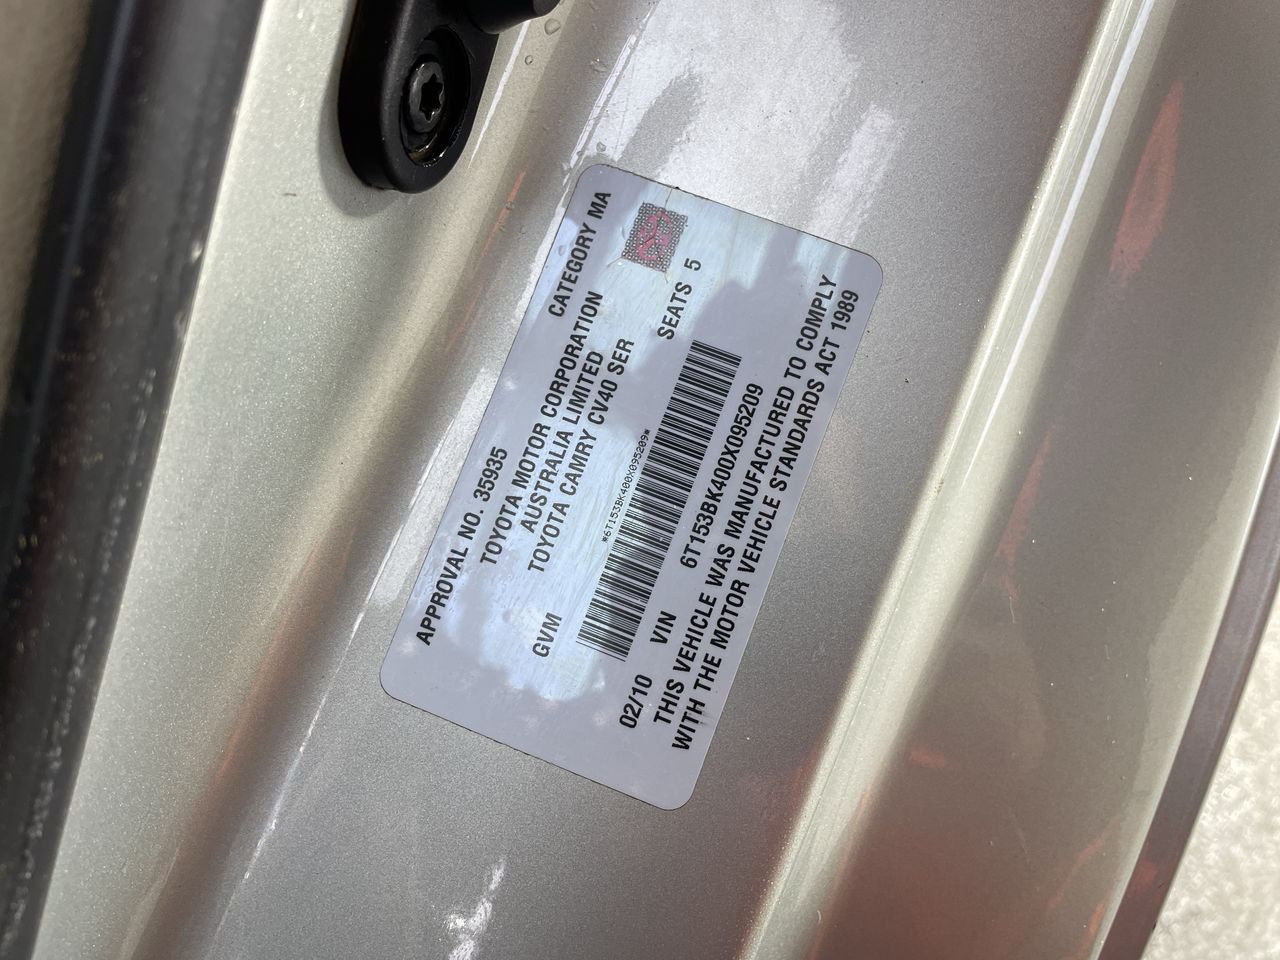 APPROVAL NO. 35935 CATEGORY MA
TOYOTA MOTOR CORPORATION
AUSTRALIA LIMITED
TOYOTA CAMRY CV40 SER
GVM SEATS 5
*6T153BK400X095209*
02/10 VIN 6T153BK400X095209
THIS VEHICLE WAS MANUFACTURED TO COMPLY
WITH THE MOTOR VEHICLE STANDARDS ACT 1989